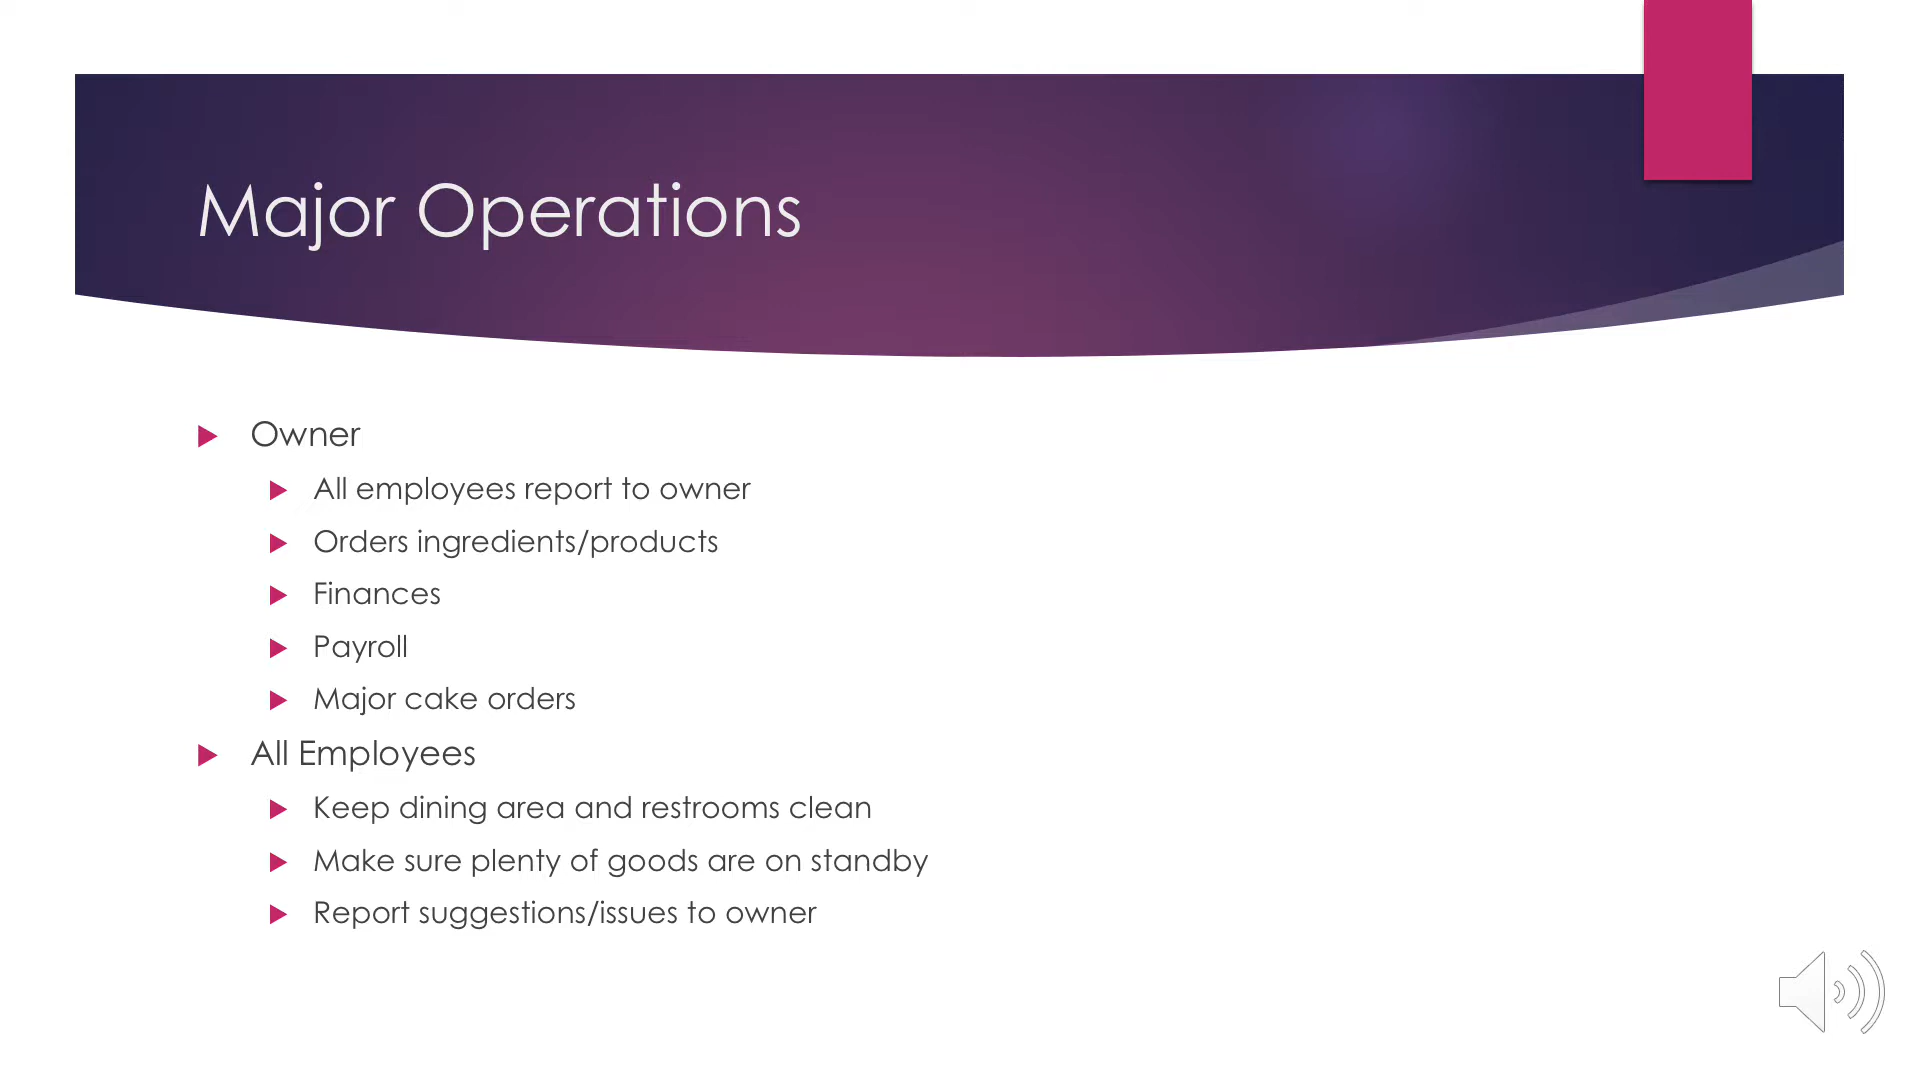 Major Operations
Owner
All employees report to owner
Orders ingredients/products
Finances
Payroll
Major cake orders
All Employees
Keep dining area and restrooms clean
Make sure plenty of goods are on standby
Report suggestions/issues to owner